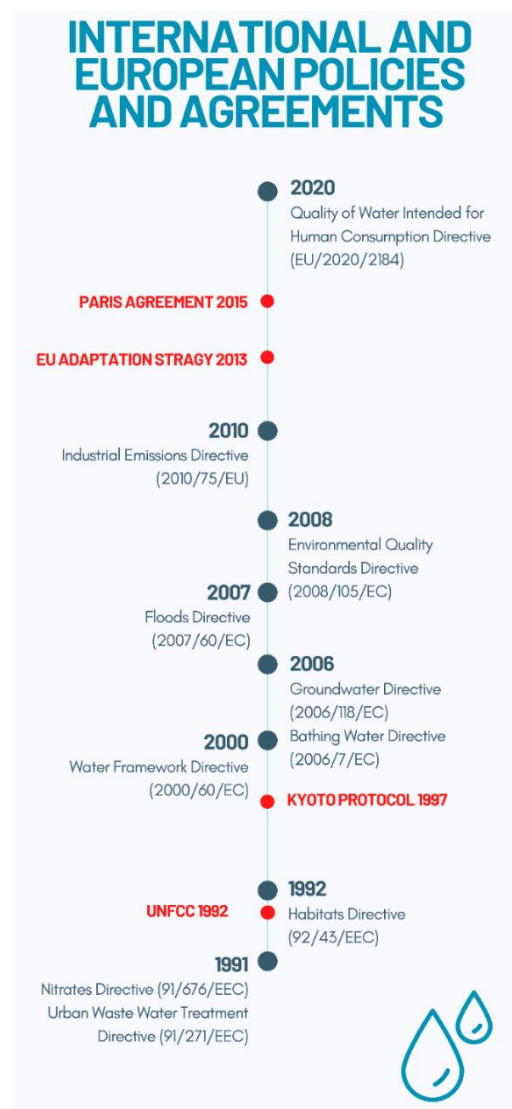 INTERNATIONAL AND
EUROPEAN POLICIES
AND AGREEMENTS
2020
Quality of Water Intended for
Human Consumption Directive
(EU/2020/2184)
PARIS AGREEMENT 2015
EU ADAPTATION STRAGY 2013
2010
Industrial Emissions Directive
(2010/75/EU)
2008
Environmental Quality
Standards Directive
(2008/105/EC)
2007
Floods Directive
(2007/60/EC)
2006
Groundwater Directive
(2006/118/EC)
Bathing Water Directive
(2006/7/EC)
2000
Water Framework Directive
(2000/60/EC)
KYOTO PROTOCOL 1997
1992
Habitats Directive
(92/43/EEC)
UNFCC 1992
1991
Nitrates Directive (91/676/EEC)
Urban Waste Water Treatment
Directive (91/271/EEC)